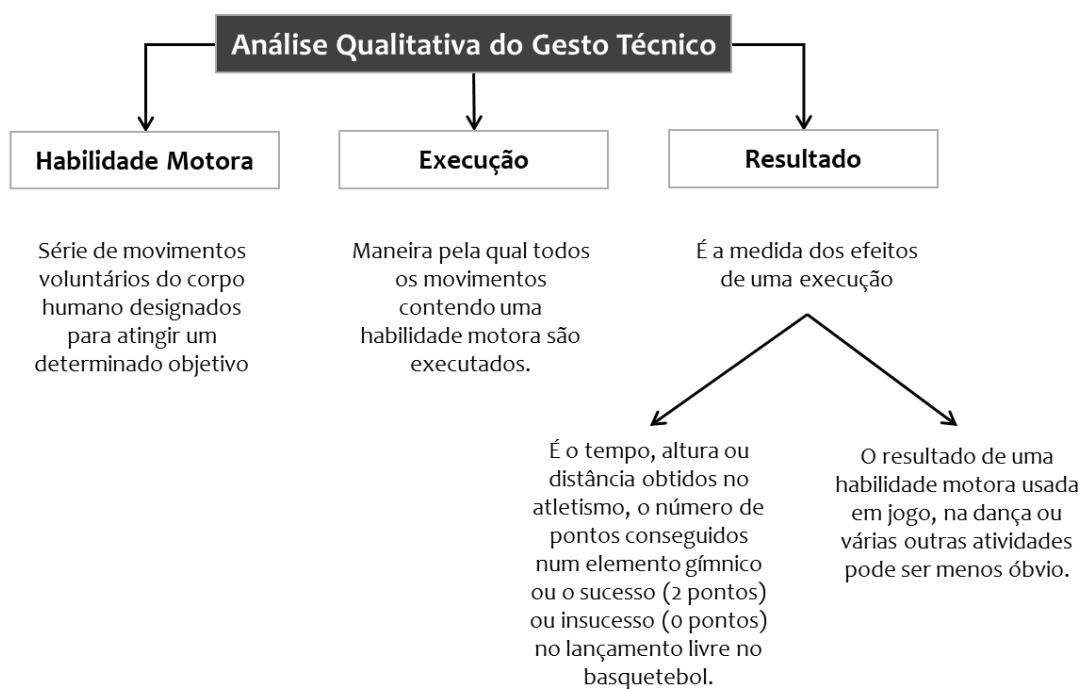 Análise Qualitativa do Gesto Técnico
Habilidade Motora
Série de movimentos
voluntários do corpo
humano designados
para atingir um
determinado objetivo
Execução
Maneira pela qual todos
os movimentos
contendo uma
habilidade motora são
executados.
Resultado
É a medida dos efeitos
de uma execução
É o tempo, altura ou
distância obtidos no
atletismo, o número de
pontos conseguidos
num elemento gímnico
ou o sucesso (2 pontos)
ou insucesso (0 pontos)
no lançamento livre no
basquetebol.
O resultado de uma
habilidade motora usada
em jogo, na dança ou
várias outras atividades
pode ser menos óbvio.